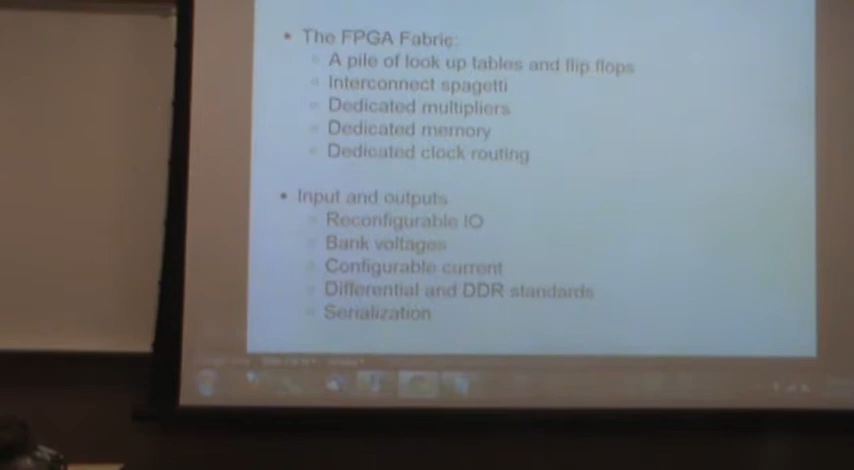 • The FPGA Fabric:
○ A pile of look up tables and flip flops
○ Interconnect spagetti
○ Dedicated multipliers
○ Dedicated memory
○ Dedicated clock routing
• Input and outputs
○ Reconfigurable IO
○ Bank voltages
○ Configurable current
○ Differential and DDR standards
○ Serialization